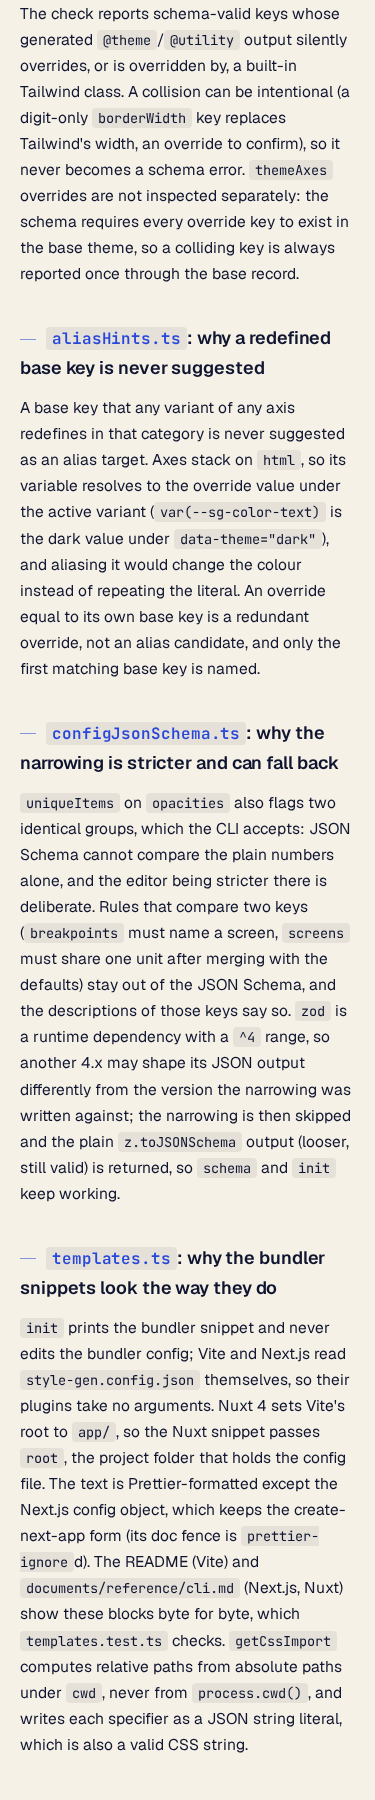 The check reports schema-valid keys whose
generated @theme / @utility output silently
overrides, or is overridden by, a built-in
Tailwind class. A collision can be intentional (a
digit-only borderWidth key replaces
Tailwind's width, an override to confirm), so it
never becomes a schema error. themeAxes
overrides are not inspected separately: the
schema requires every override key to exist in
the base theme, so a colliding key is always
reported once through the base record.
— aliasHints.ts : why a redefined
base key is never suggested
A base key that any variant of any axis
redefines in that category is never suggested
as an alias target. Axes stack on html , so its
variable resolves to the override value under
the active variant ( var(--sg-color-text) is
the dark value under data-theme="dark" ),
and aliasing it would change the colour
instead of repeating the literal. An override
equal to its own base key is a redundant
override, not an alias candidate, and only the
first matching base key is named.
— configJsonSchema.ts : why the
narrowing is stricter and can fall back
uniqueItems on opacities also flags two
identical groups, which the CLI accepts: JSON
Schema cannot compare the plain numbers
alone, and the editor being stricter there is
deliberate. Rules that compare two keys
( breakpoints must name a screen, screens
must share one unit after merging with the
defaults) stay out of the JSON Schema, and
the descriptions of those keys say so. zod is
a runtime dependency with a ^4 range, so
another 4.x may shape its JSON output
differently from the version the narrowing was
written against; the narrowing is then skipped
and the plain z.toJSONSchema output (looser,
still valid) is returned, so schema and init
keep working.
— templates.ts : why the bundler
snippets look the way they do
init prints the bundler snippet and never
edits the bundler config; Vite and Next.js read
style-gen.config.json themselves, so their
plugins take no arguments. Nuxt 4 sets Vite's
root to app/ , so the Nuxt snippet passes
root , the project folder that holds the config
file. The text is Prettier-formatted except the
Next.js config object, which keeps the create-
next-app form (its doc fence is prettier-
ignore d). The README (Vite) and
documents/reference/cli.md (Next.js, Nuxt)
show these blocks byte for byte, which
templates.test.ts checks. getCssImport
computes relative paths from absolute paths
under cwd , never from process.cwd() , and
writes each specifier as a JSON string literal,
which is also a valid CSS string.